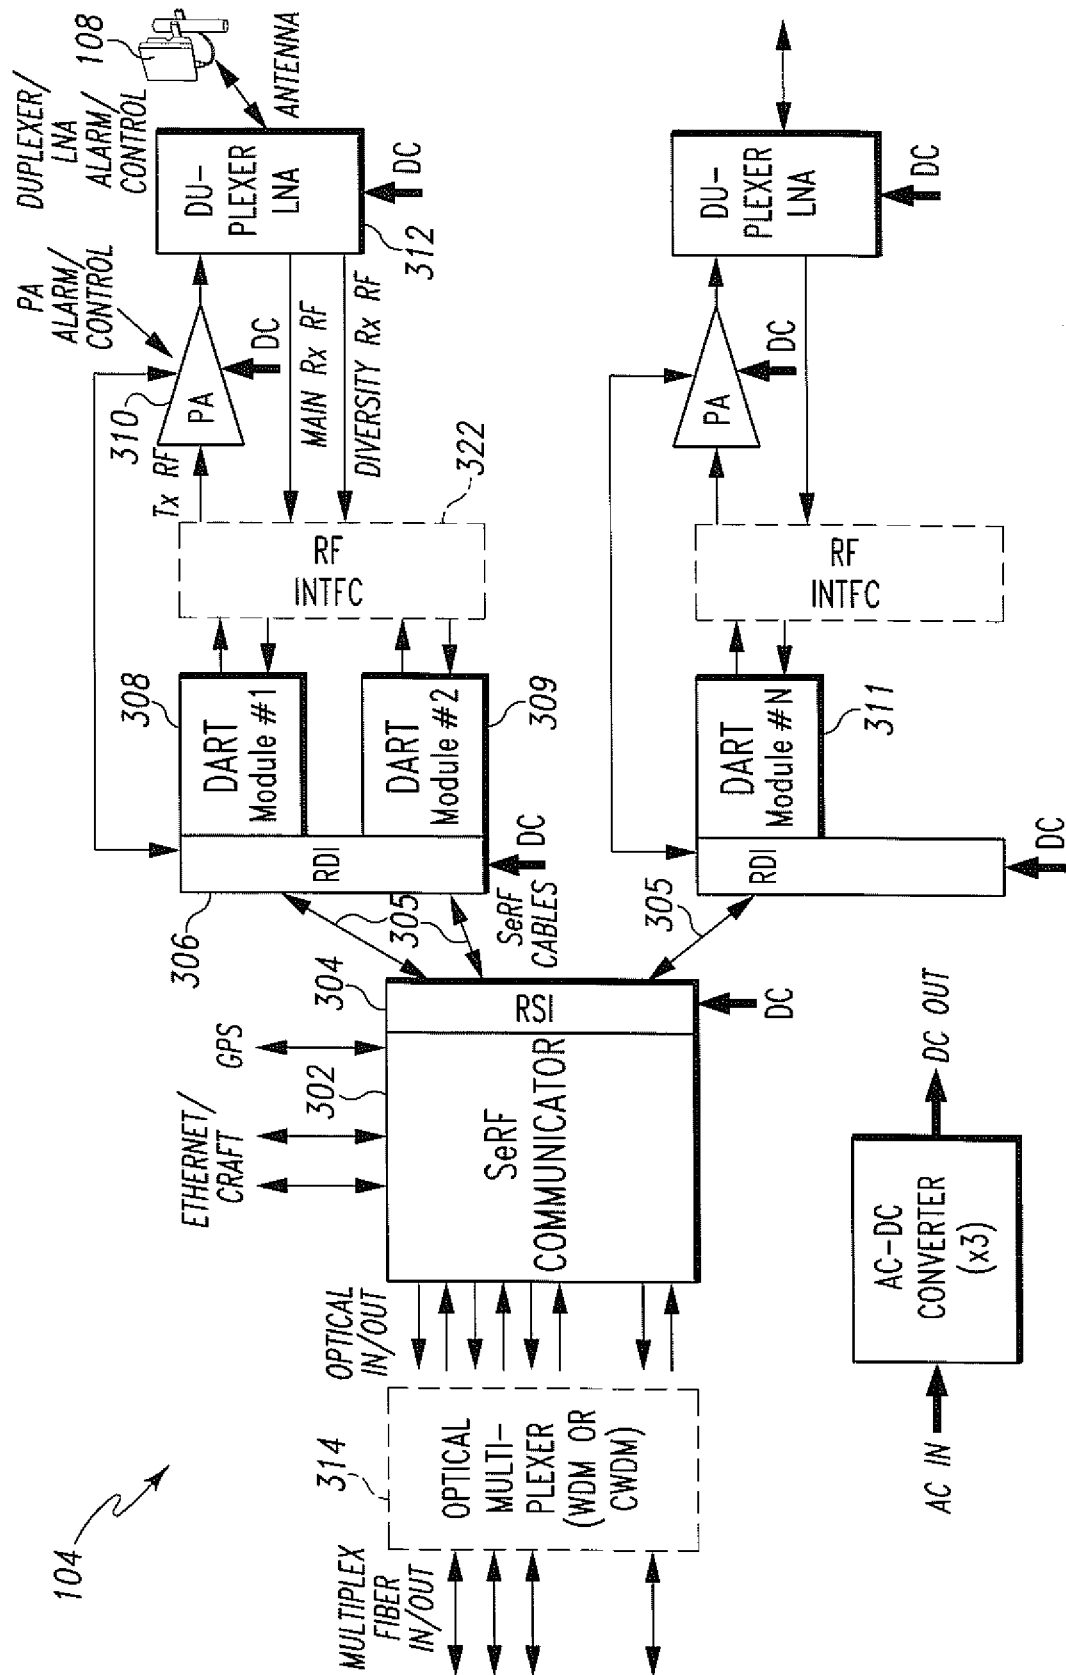 104
MULTIPLEX
FIBER
IN/OUT
314
OPTICAL
MULTI-
PLEXER
(WDM OR
CWDM)
OPTICAL
IN/OUT
ETHERNET/
CRAFT
GPS
302
SeRF
COMMUNICATOR
304
RSI
DC
305
SeRF
CABLES
305
306
RDI
DC
308
DART
Module #1
DART
Module #2
309
RF
INTFC
322
Tx RF
310
PA
PA
ALARM/
CONTROL
DC
MAIN Rx RF
DIVERSITY Rx RF
DUPLEXER/
LNA
ALARM/
CONTROL
DU-
PLEXER
LNA
312
DC
108
ANTENNA
RDI
DC
DART
Module #N
311
RF
INTFC
PA
DC
DU-
PLEXER
LNA
DC
AC IN
AC-DC
CONVERTER
(x3)
DC OUT